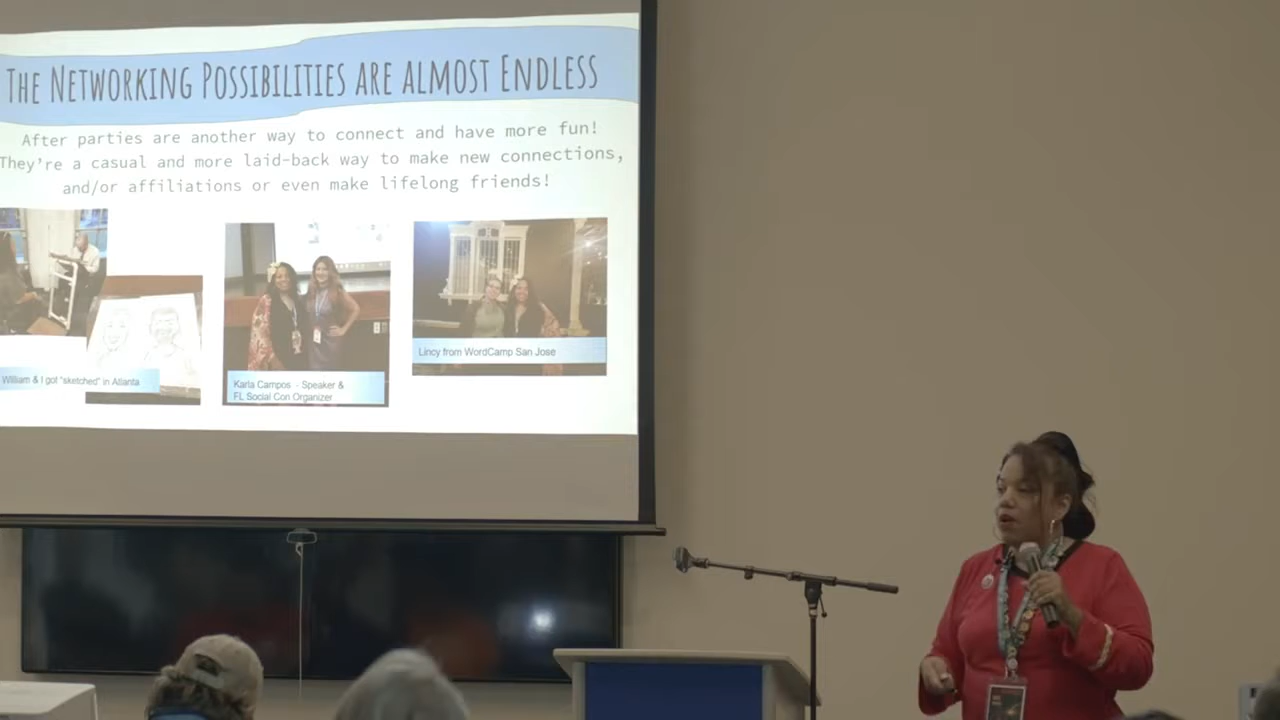 THE NETWORKING POSSIBILITIES ARE ALMOST ENDLESS
After parties are another way to connect and have more fun!
They're a casual and more laid-back way to make new connections,
and/or affiliations or even make lifelong friends!
William & I got "sketched" in Atlanta
Karla Campos - Speaker &
FL Social Con Organizer
Lincy from WordCamp San Jose